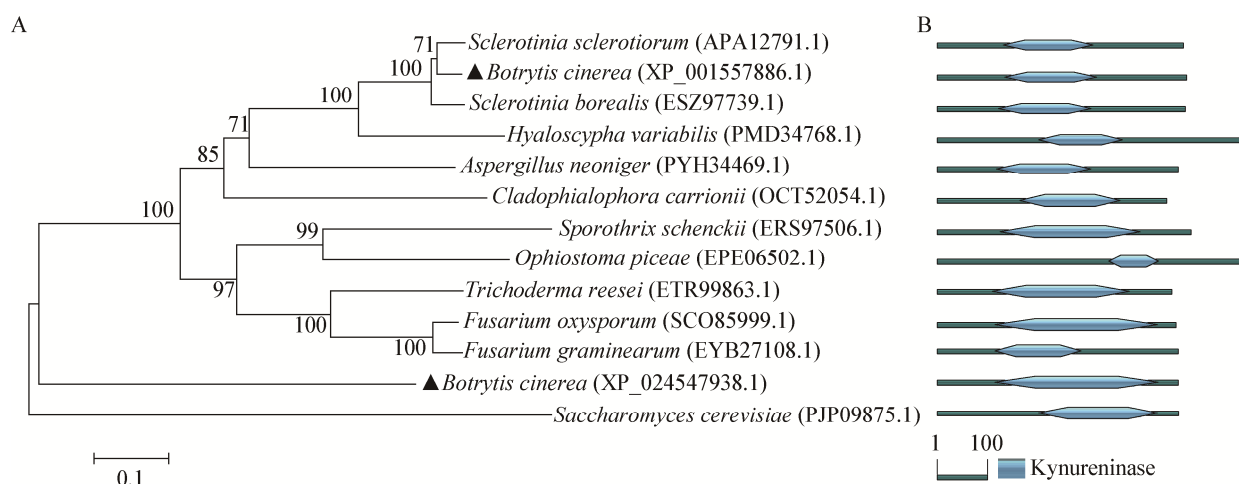 A
B
71
Sclerotinia sclerotiorum (APA12791.1)
100
▲Botrytis cinerea (XP_001557886.1)
100
Sclerotinia borealis (ESZ97739.1)
71
Hyaloscypha variabilis (PMD34768.1)
85
Aspergillus neoniger (PYH34469.1)
Cladophialophora carrionii (OCT52054.1)
100
99
Sporothrix schenckii (ERS97506.1)
Ophiostoma piceae (EPE06502.1)
97
Trichoderma reesei (ETR99863.1)
100
Fusarium oxysporum (SCO85999.1)
100
Fusarium graminearum (EYB27108.1)
▲Botrytis cinerea (XP_024547938.1)
Saccharomyces cerevisiae (PJP09875.1)
0.1
1 100
Kynureninase